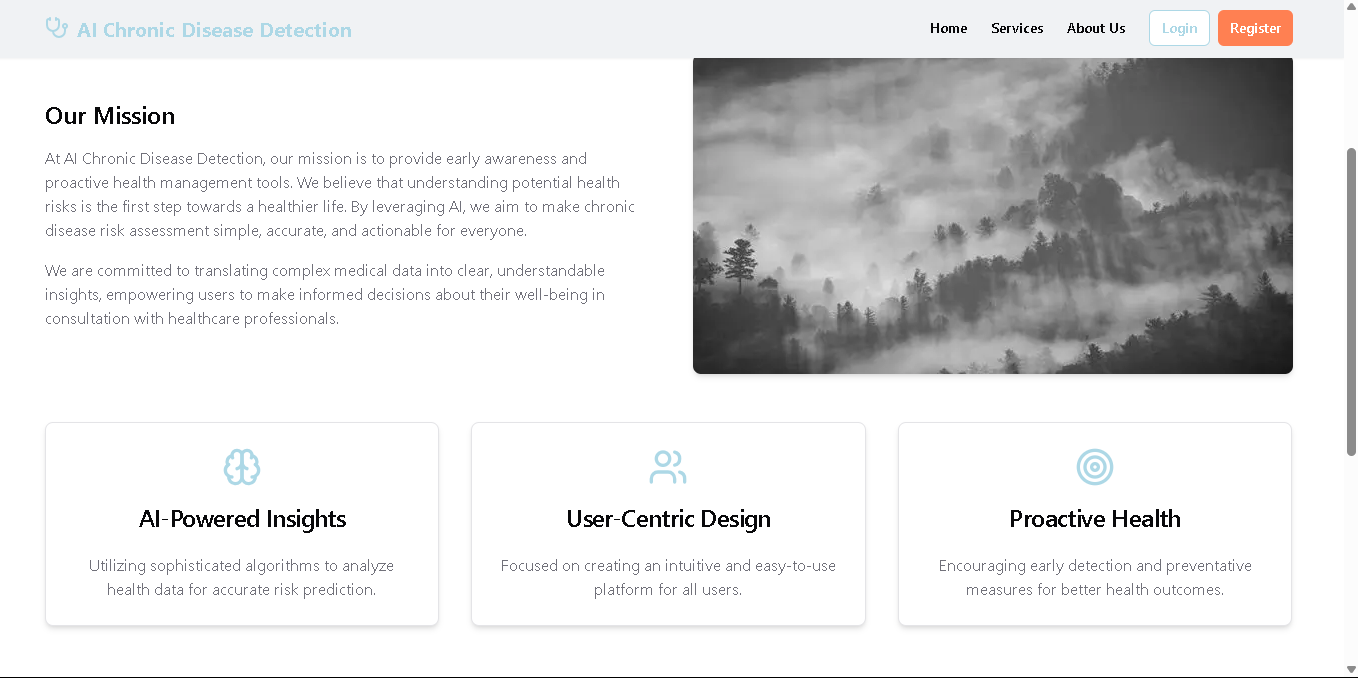 AI Chronic Disease Detection
Home Services About Us Login Register
Our Mission
At AI Chronic Disease Detection, our mission is to provide early awareness and
proactive health management tools. We believe that understanding potential health
risks is the first step towards a healthier life. By leveraging AI, we aim to make chronic
disease risk assessment simple, accurate, and actionable for everyone.
We are committed to translating complex medical data into clear, understandable
insights, empowering users to make informed decisions about their well-being in
consultation with healthcare professionals.
AI-Powered Insights
Utilizing sophisticated algorithms to analyze
health data for accurate risk prediction.
User-Centric Design
Focused on creating an intuitive and easy-to-use
platform for all users.
Proactive Health
Encouraging early detection and preventative
measures for better health outcomes.